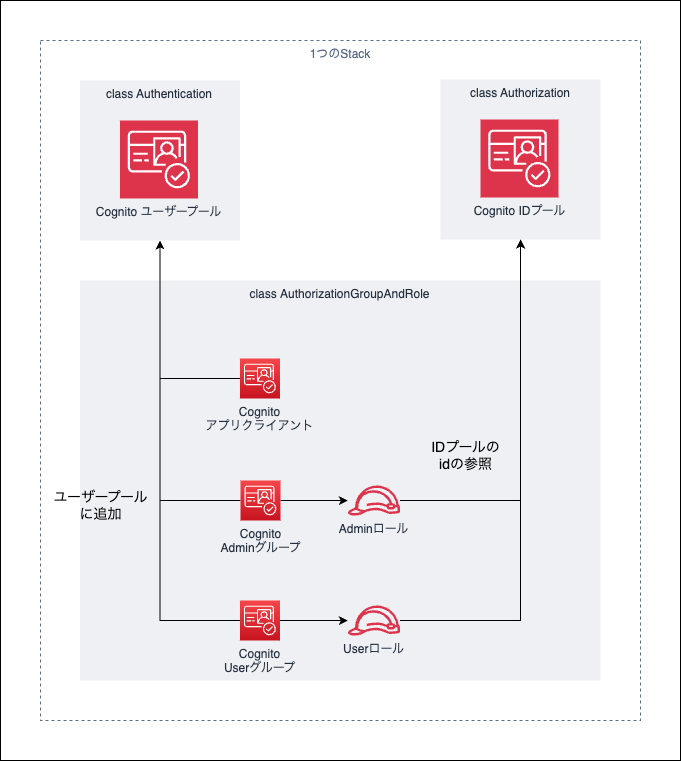 1つのStack
class Authentication
Cognito ユーザープール
class Authorization
Cognito IDプール
class AuthorizationGroupAndRole
Cognito
アプリクライアント
IDプールの
idの参照
ユーザープール
に追加
Cognito
Adminグループ
Adminロール
Cognito
Userグループ
Userロール